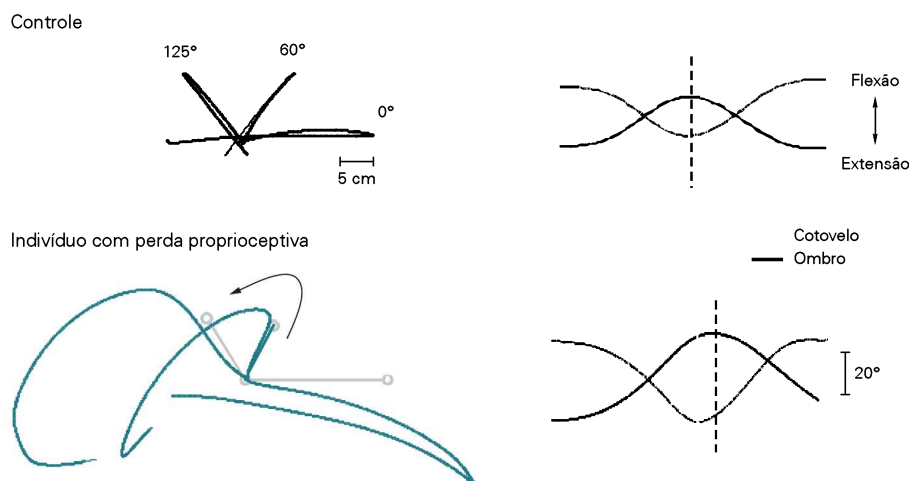 Controle
125° 60°
0°
5 cm
Flexão
Extensão
Indivíduo com perda proprioceptiva
Cotovelo
Ombro
20°